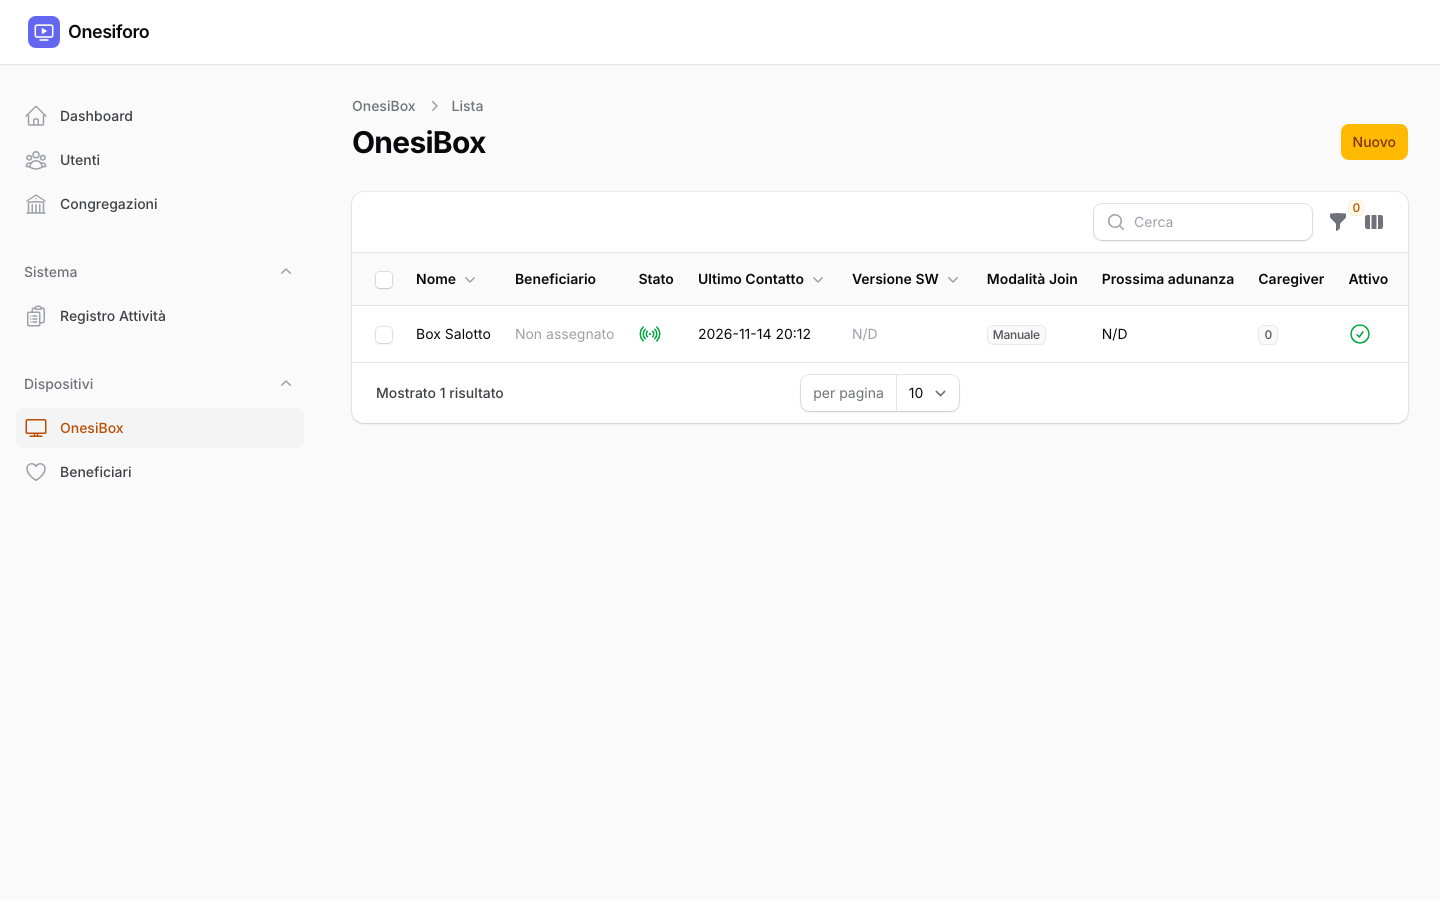 Onesiforo
Dashboard
Utenti
Congregazioni
Sistema
Registro Attività
Dispositivi
OnesiBox
Beneficiari
OnesiBox > Lista
OnesiBox
Nuovo
Cerca
0
Nome Beneficiario Stato Ultimo Contatto Versione SW Modalità Join Prossima adunanza Caregiver Attivo
Box Salotto Non assegnato 2026-11-14 20:12 N/D Manuale N/D 0
Mostrato 1 risultato
per pagina 10